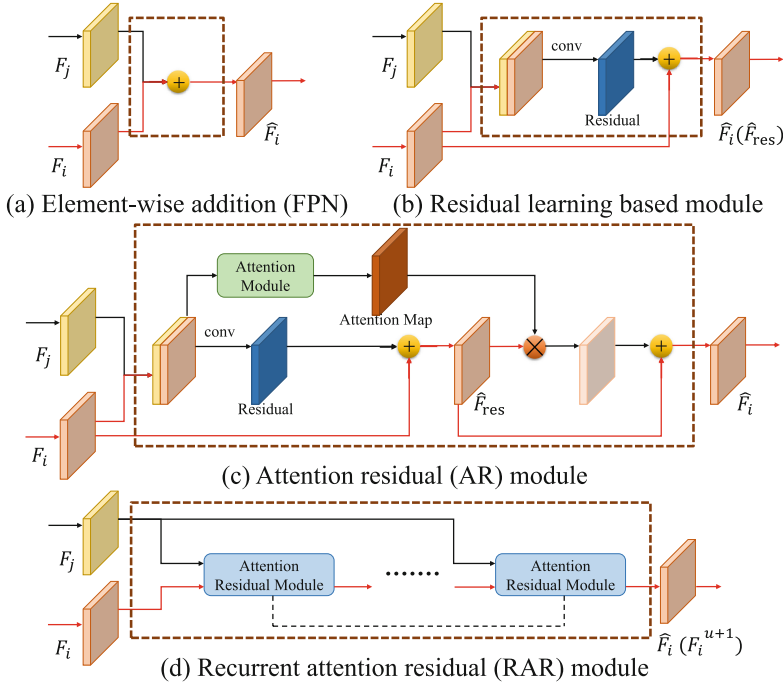 F_j
F_i
+
F̂_i
(a) Element-wise addition (FPN)
F_j
F_i
conv
Residual
+
F̂_i(F̂_res)
(b) Residual learning based module
F_j
F_i
Attention
Module
Attention Map
conv
Residual
+
F̂_res
×
+
F̂_i
(c) Attention residual (AR) module
F_j
F_i
Attention
Residual Module
.......
Attention
Residual Module
F̂_i (F_i^{u+1})
(d) Recurrent attention residual (RAR) module